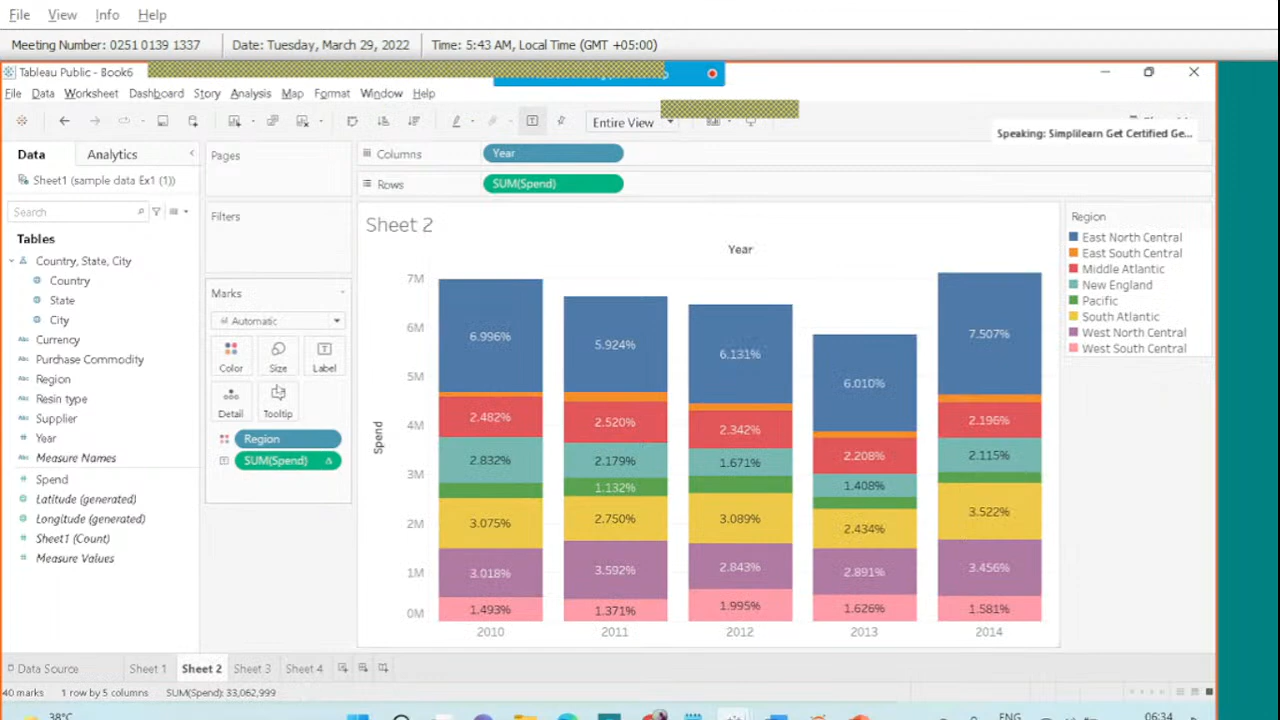 File View Info Help
Meeting Number: 0251 0139 1337 Date: Tuesday, March 29, 2022 Time: 5:43 AM, Local Time (GMT +05:00)
Tableau Public - Book6
File Data Worksheet Dashboard Story Analysis Map Format Window Help
Entire View
Speaking: Simplilearn Get Certified Ge...
Data Analytics
Sheet1 (sample data Ex1 (1))
Search
Tables
Country, State, City
Country
State
City
Abc Currency
Abc Purchase Commodity
Abc Region
Abc Resin type
Abc Supplier
# Year
Abc Measure Names
# Spend
Latitude (generated)
Longitude (generated)
# Sheet1 (Count)
# Measure Values
Pages
Filters
Marks
Automatic
Color Size Label
Detail Tooltip
Region
SUM(Spend)
Columns Year
Rows SUM(Spend)
Sheet 2
Year
Spend
7M
6M
5M
4M
3M
2M
1M
0M
6.996% 5.924% 6.131% 6.010% 7.507%
2.482% 2.520% 2.342% 2.208% 2.196%
2.832% 2.179% 1.671% 1.408% 2.115%
1.132%
3.075% 2.750% 3.089% 2.434% 3.522%
3.018% 3.592% 2.843% 2.891% 3.456%
1.493% 1.371% 1.995% 1.626% 1.581%
2010 2011 2012 2013 2014
Region
East North Central
East South Central
Middle Atlantic
New England
Pacific
South Atlantic
West North Central
West South Central
Data Source Sheet 1 Sheet 2 Sheet 3 Sheet 4
40 marks 1 row by 5 columns SUM(Spend): 33,062,999
38°C ENG 06:34